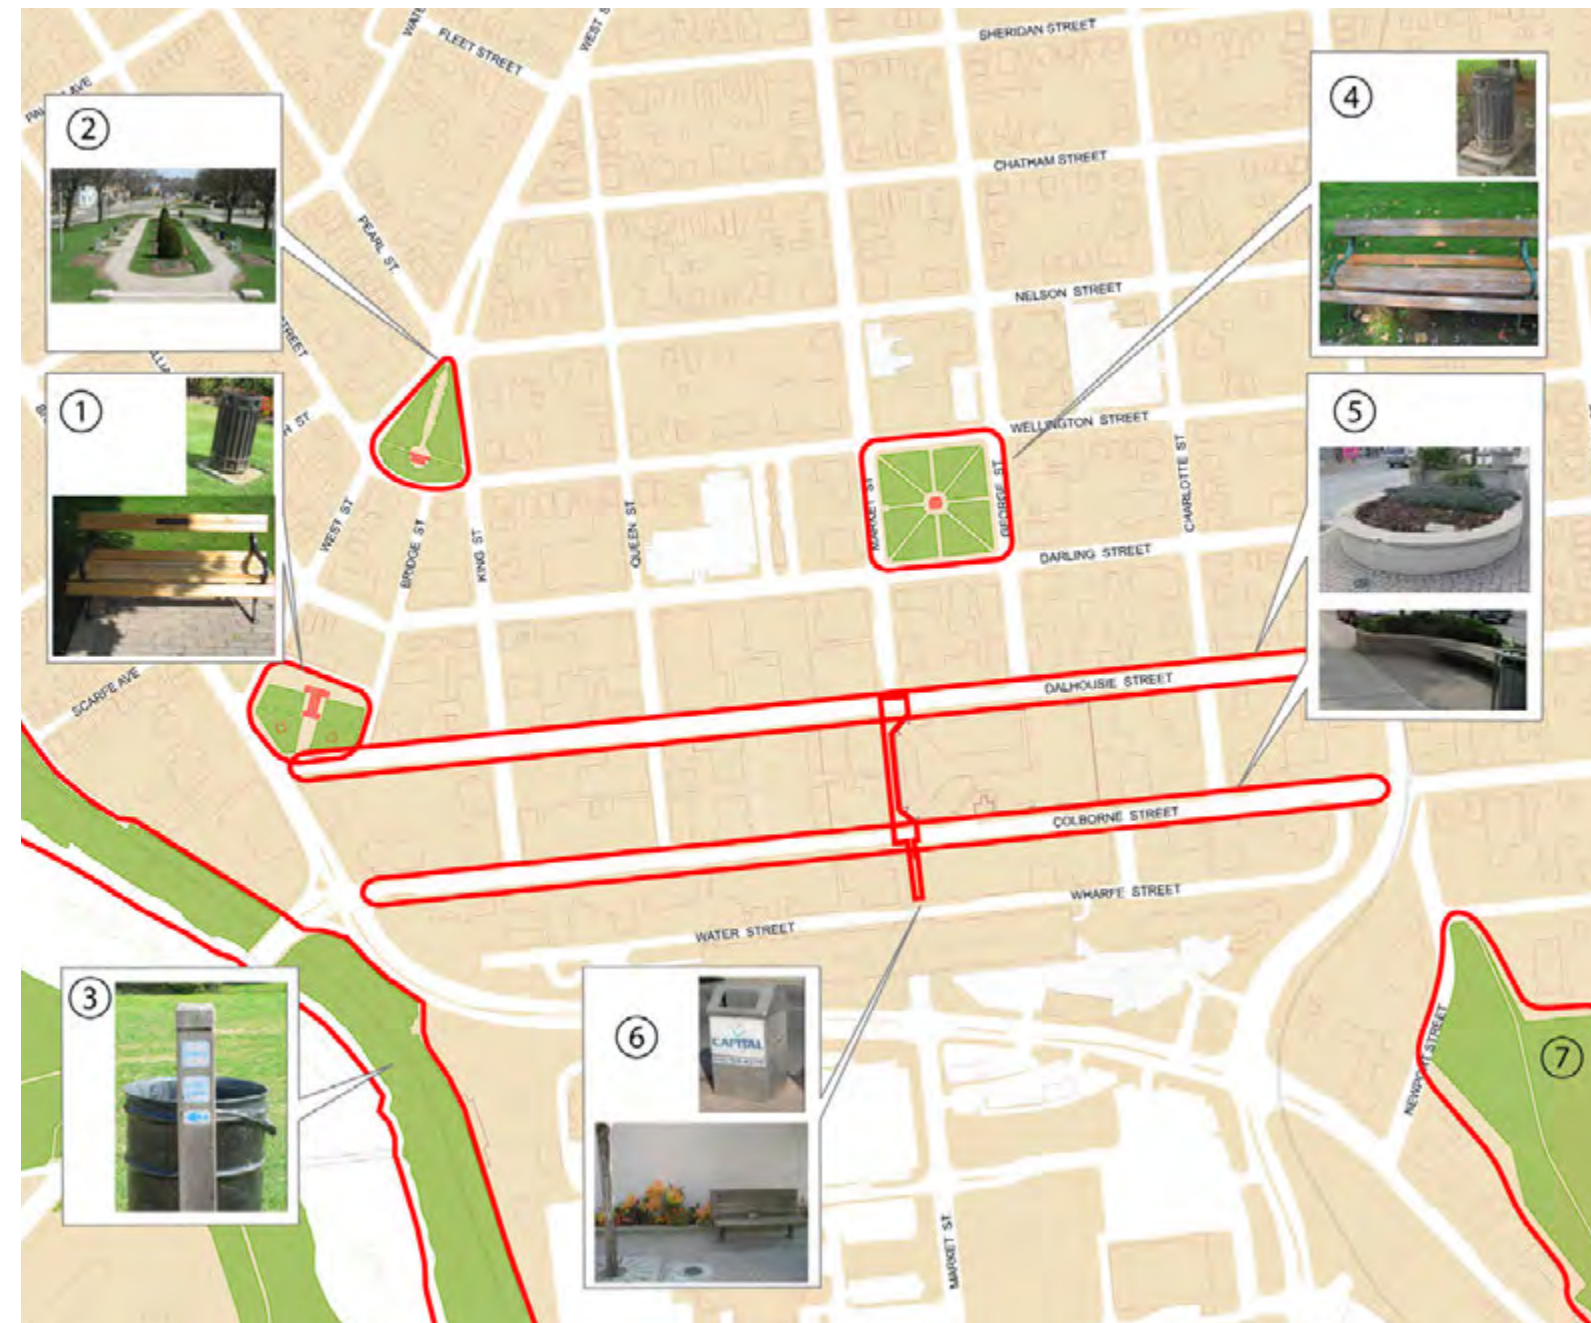 SHERIDAN STREET
FLEET STREET
WEST S
WATE
4
2
CHATHAM STREET
PEARL ST.
NELSON STREET
1
5
WELLINGTON STREET
MARKET ST
GEORGE ST
CHARLOTTE ST
WEST ST
BRIDGE ST
KING ST
QUEEN ST
DARLING STREET
SCARFE AVE
DALHOUSIE STREET
COLBORNE STREET
WHARFE STREET
WATER STREET
3
6
CAPITAL
NEWPORT STREET
7
MARKET ST